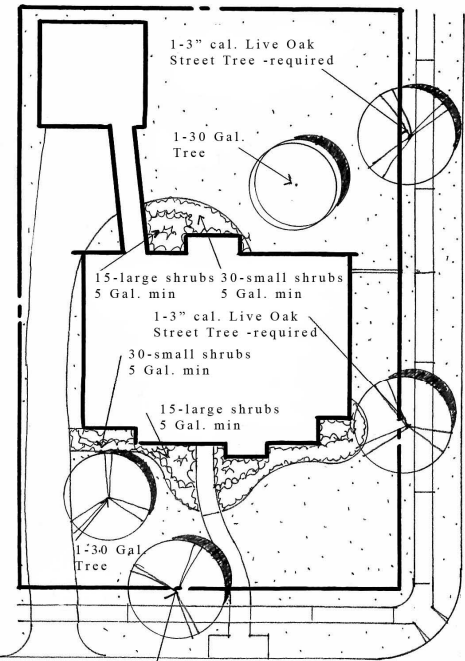 1-3” cal. Live Oak
Street Tree -required
1-30 Gal.
Tree
15-large shrubs
5 Gal. min
30-small shrubs
5 Gal. min
1-3” cal. Live Oak
Street Tree -required
30-small shrubs
5 Gal. min
15-large shrubs
5 Gal. min
1-30 Gal.
Tree